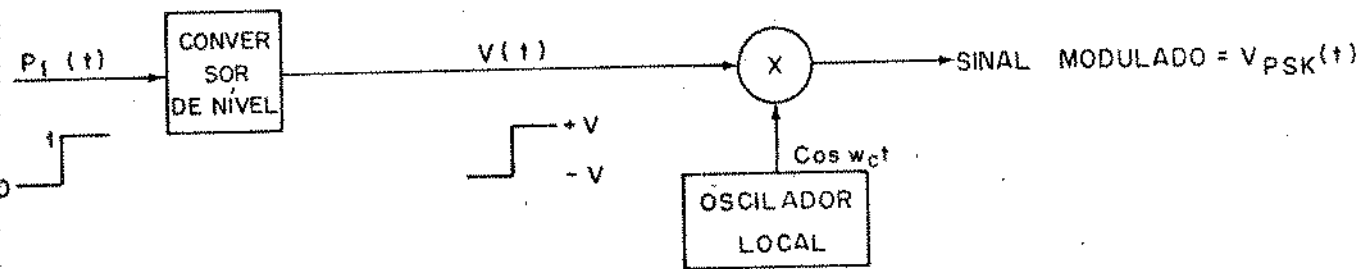 P1 (t)
CONVER
SOR
DE NÍVEL
V(t)
X
SINAL MODULADO = VPSK(t)
1
0
+ V
- V
Cos wct
OSCILADOR
LOCAL